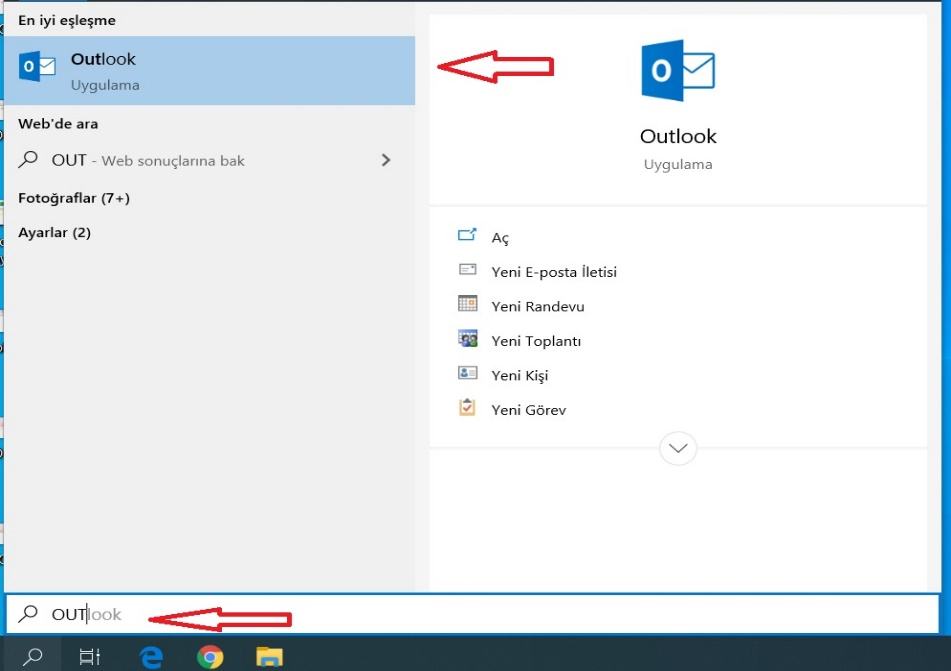 En iyi eşleşme
Outlook
Uygulama
Web'de ara
OUT - Web sonuçlarına bak
Fotoğraflar (7+)
Ayarlar (2)
Outlook
Uygulama
Aç
Yeni E-posta İletisi
Yeni Randevu
Yeni Toplantı
Yeni Kişi
Yeni Görev
OUTlook